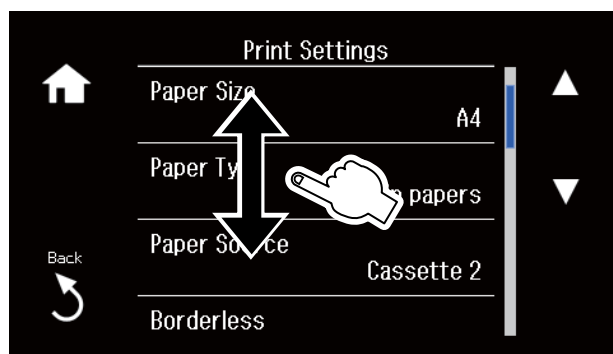 Print Settings
Paper Size
A4
Paper
papers
Paper
Cassette 2
Back
Borderless